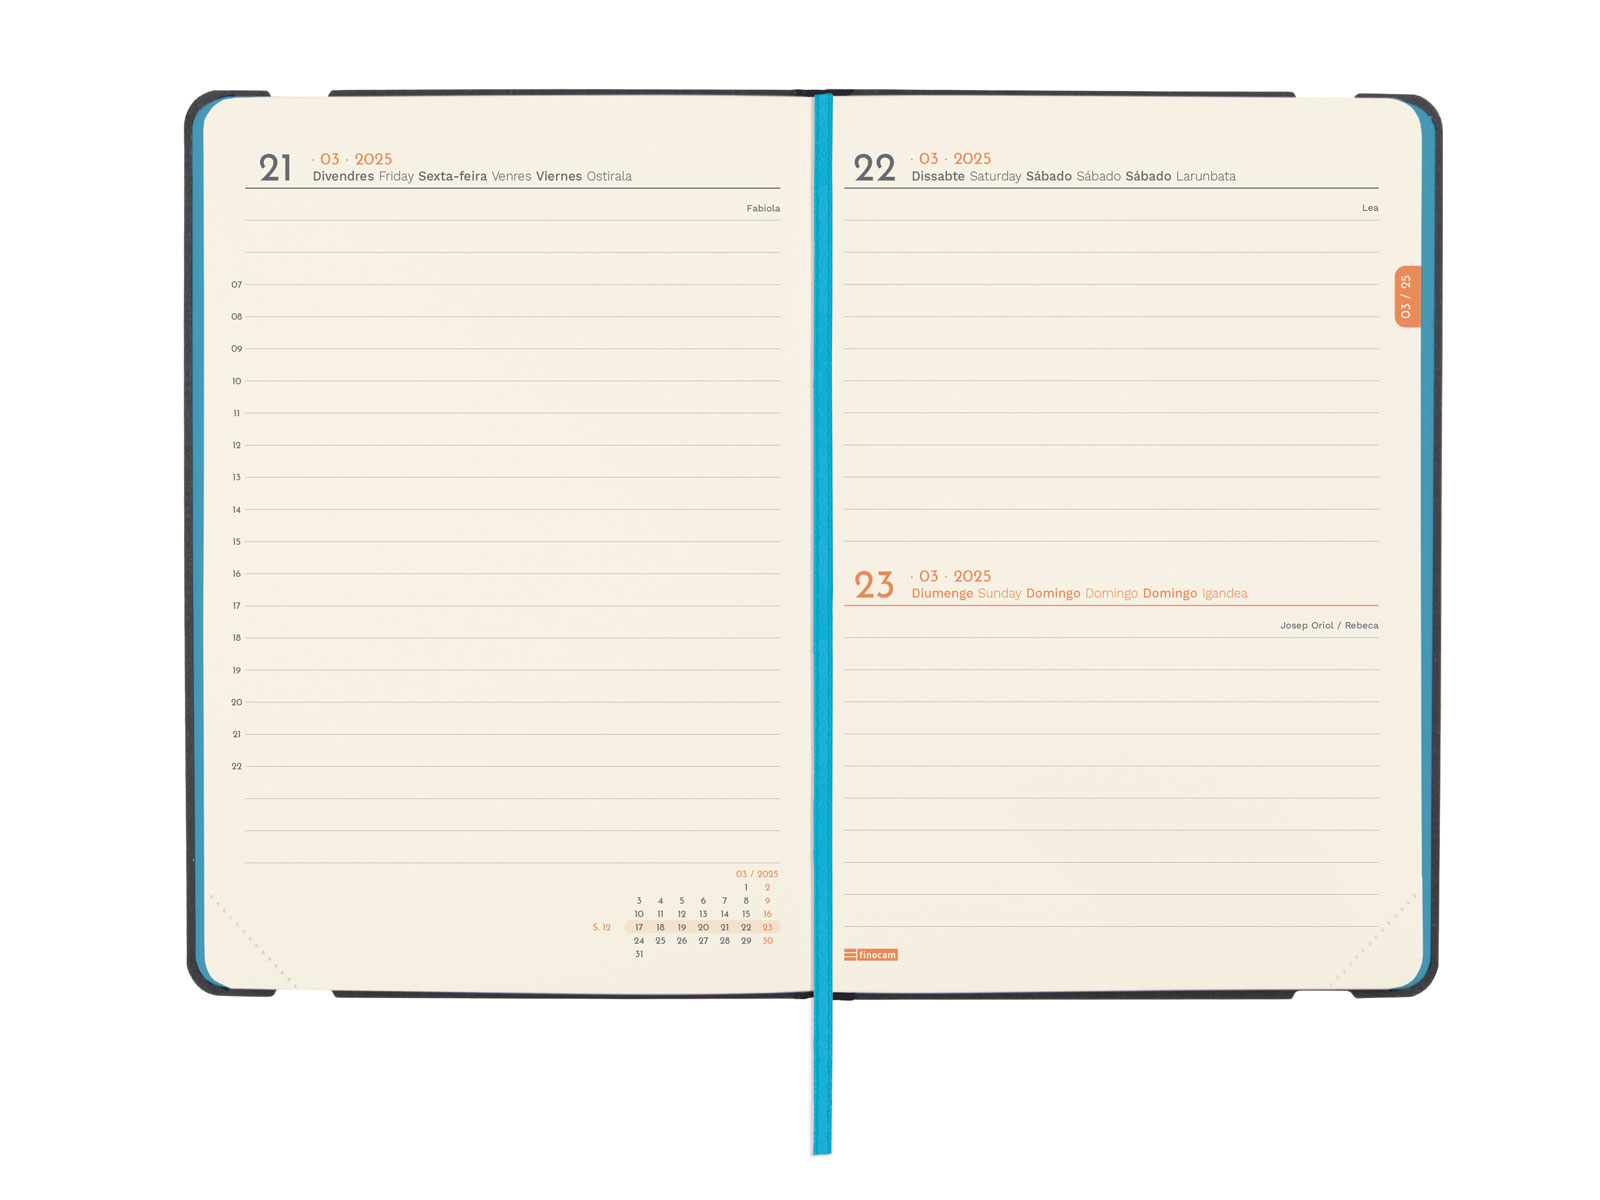 21 · 03 · 2025
Divendres Friday Sexta-feira Venres Viernes Ostirala
Fabiola
07
08
09
10
11
12
13
14
15
16
17
18
19
20
21
22
03 / 2025
1 2
3 4 5 6 7 8 9
10 11 12 13 14 15 16
S. 12 17 18 19 20 21 22 23
24 25 26 27 28 29 30
31
22 · 03 · 2025
Dissabte Saturday Sábado Sábado Sábado Larunbata
Lea
03 / 25
23 · 03 · 2025
Diumenge Sunday Domingo Domingo Domingo Igandea
Josep Oriol / Rebeca
finocam